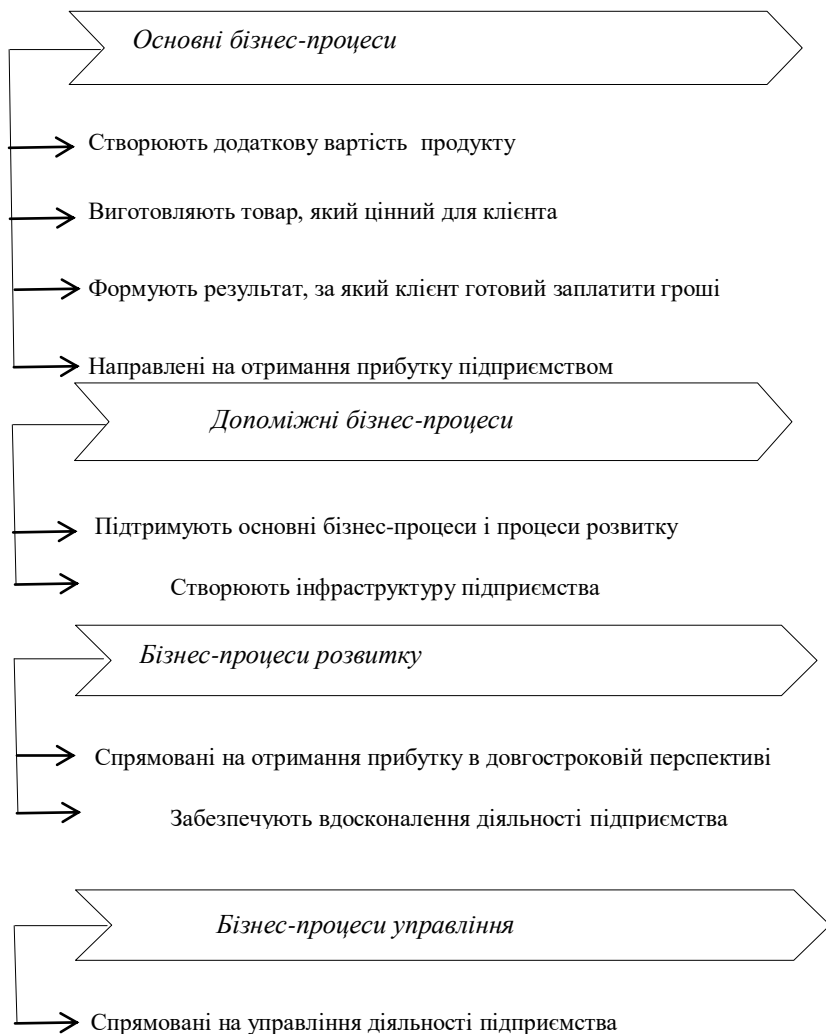 Основні бізнес-процеси
Створюють додаткову вартість продукту
Виготовляють товар, який цінний для клієнта
Формують результат, за який клієнт готовий заплатити гроші
Направлені на отримання прибутку підприємством
Допоміжні бізнес-процеси
Підтримують основні бізнес-процеси і процеси розвитку
Створюють інфраструктуру підприємства
Бізнес-процеси розвитку
Спрямовані на отримання прибутку в довгостроковій перспективі
Забезпечують вдосконалення діяльності підприємства
Бізнес-процеси управління
Спрямовані на управління діяльності підприємства